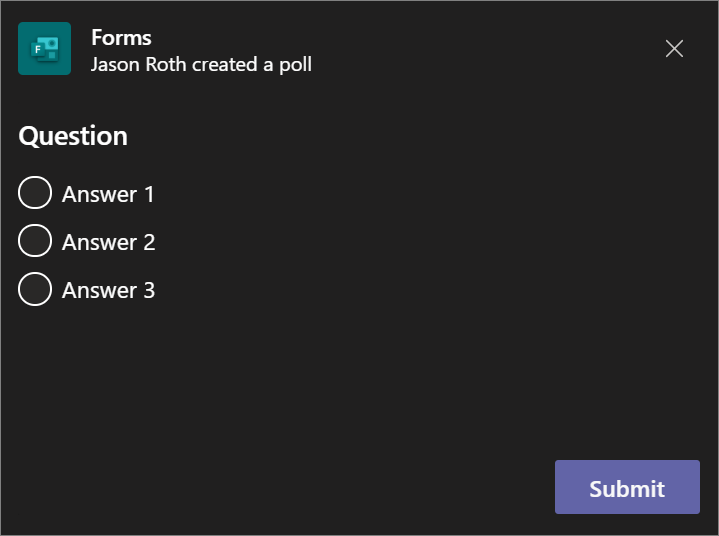 Forms
Jason Roth created a poll
F
Question
Answer 1
Answer 2
Answer 3
Submit